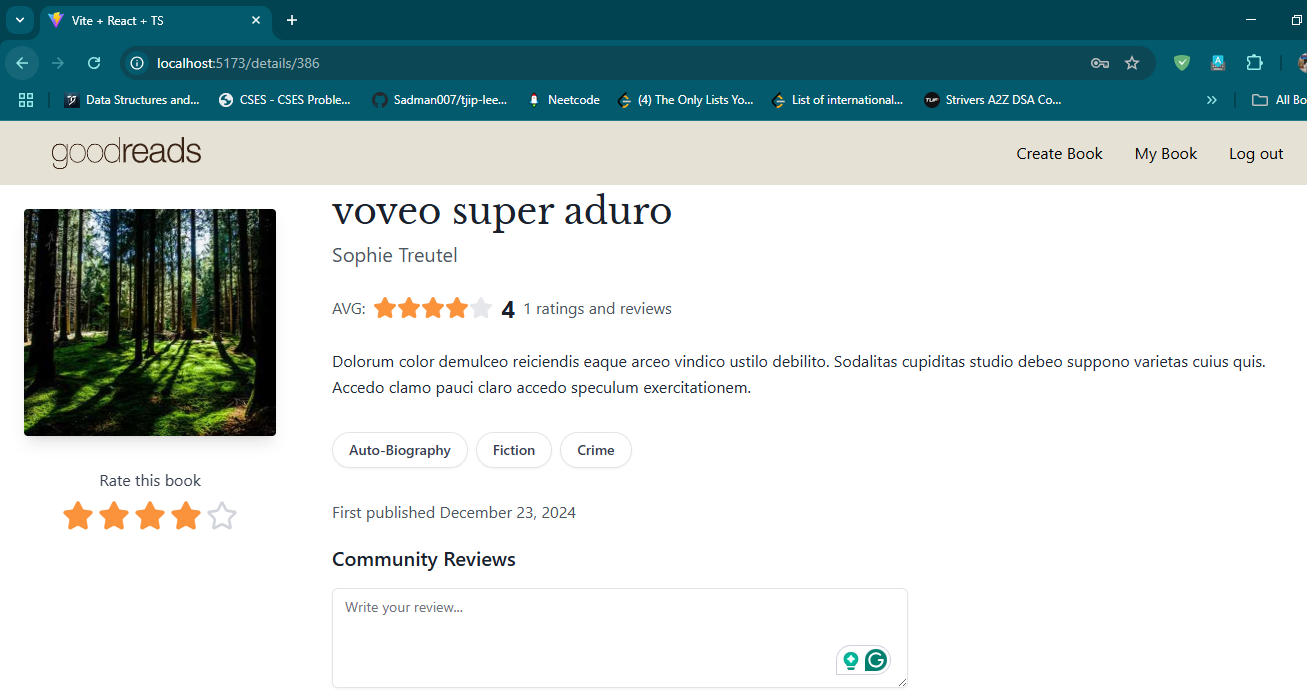 Vite + React + TS
localhost:5173/details/386
Data Structures and... CSES - CSES Proble... Sadman007/tjip-lee... Neetcode (4) The Only Lists Yo... List of international... TUF Strivers A2Z DSA Co... All Bo
goodreads Create Book My Book Log out
voveo super aduro
Sophie Treutel
AVG: 4 1 ratings and reviews
Dolorum color demulceo reiciendis eaque arceo vindico ustilo debilito. Sodalitas cupiditas studio debeo suppono varietas cuius quis.
Accedo clamo pauci claro accedo speculum exercitationem.
Auto-Biography Fiction Crime
Rate this book
First published December 23, 2024
Community Reviews
Write your review...